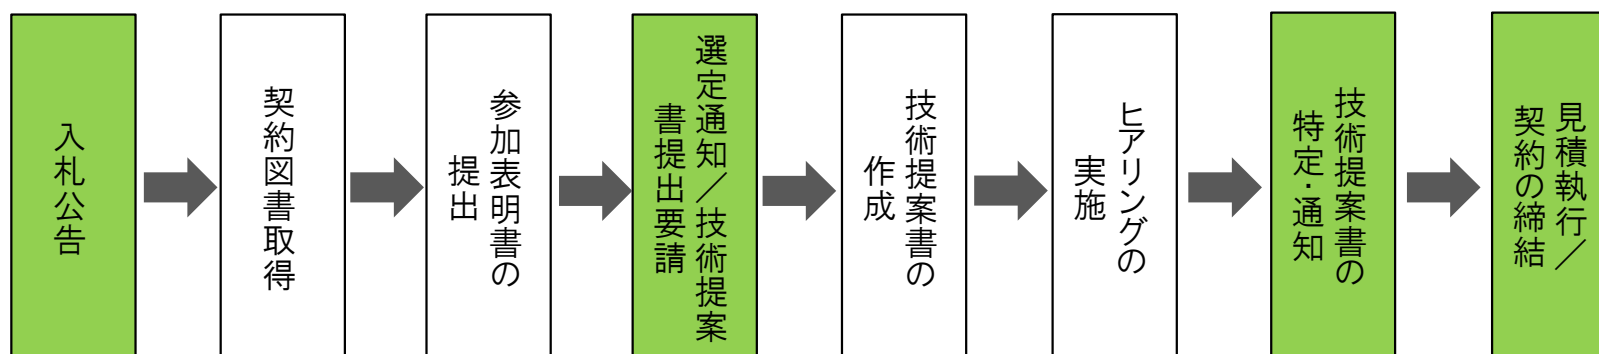 入札公告
契約図書取得
参加表明書の
提出
選定通知／技術提案
書提出要請
技術提案書の
作成
ヒアリングの
実施
技術提案書の
特定・通知
見積執行／
契約の締結